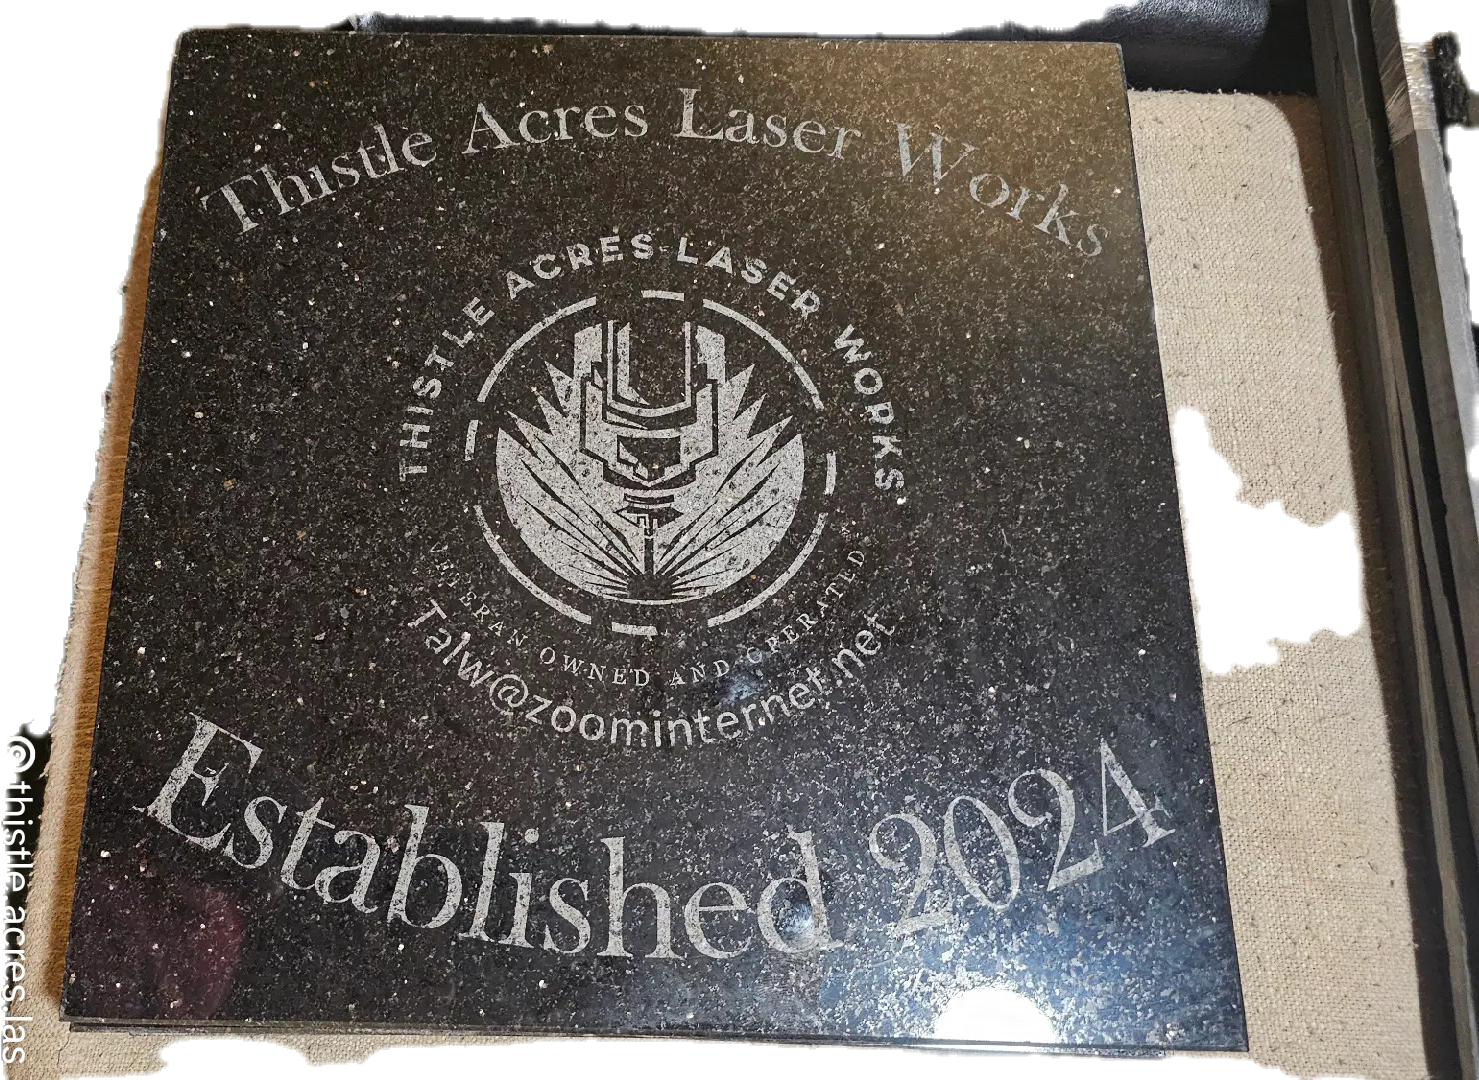 Thistle Acres Laser Works
THISTLE ACRES LASER WORKS
VETERAN OWNED AND OPERATED
Talw@zoominternet.net
Established 2024
© thistle.acres.las